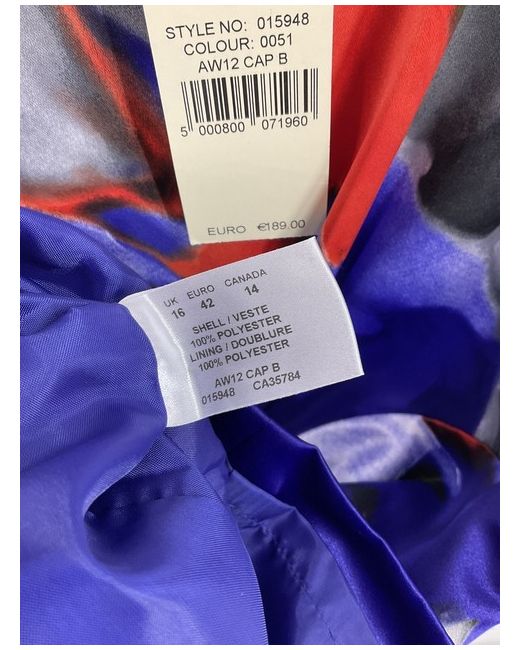 STYLE NO: 015948
COLOUR: 0051
AW12 CAP B
5 000800 071960
EURO €189.00
UK EURO CANADA
16 42 14
SHELL / VESTE
100% POLYESTER
LINING / DOUBLURE
100% POLYESTER
AW12 CAP B
015948 CA35784